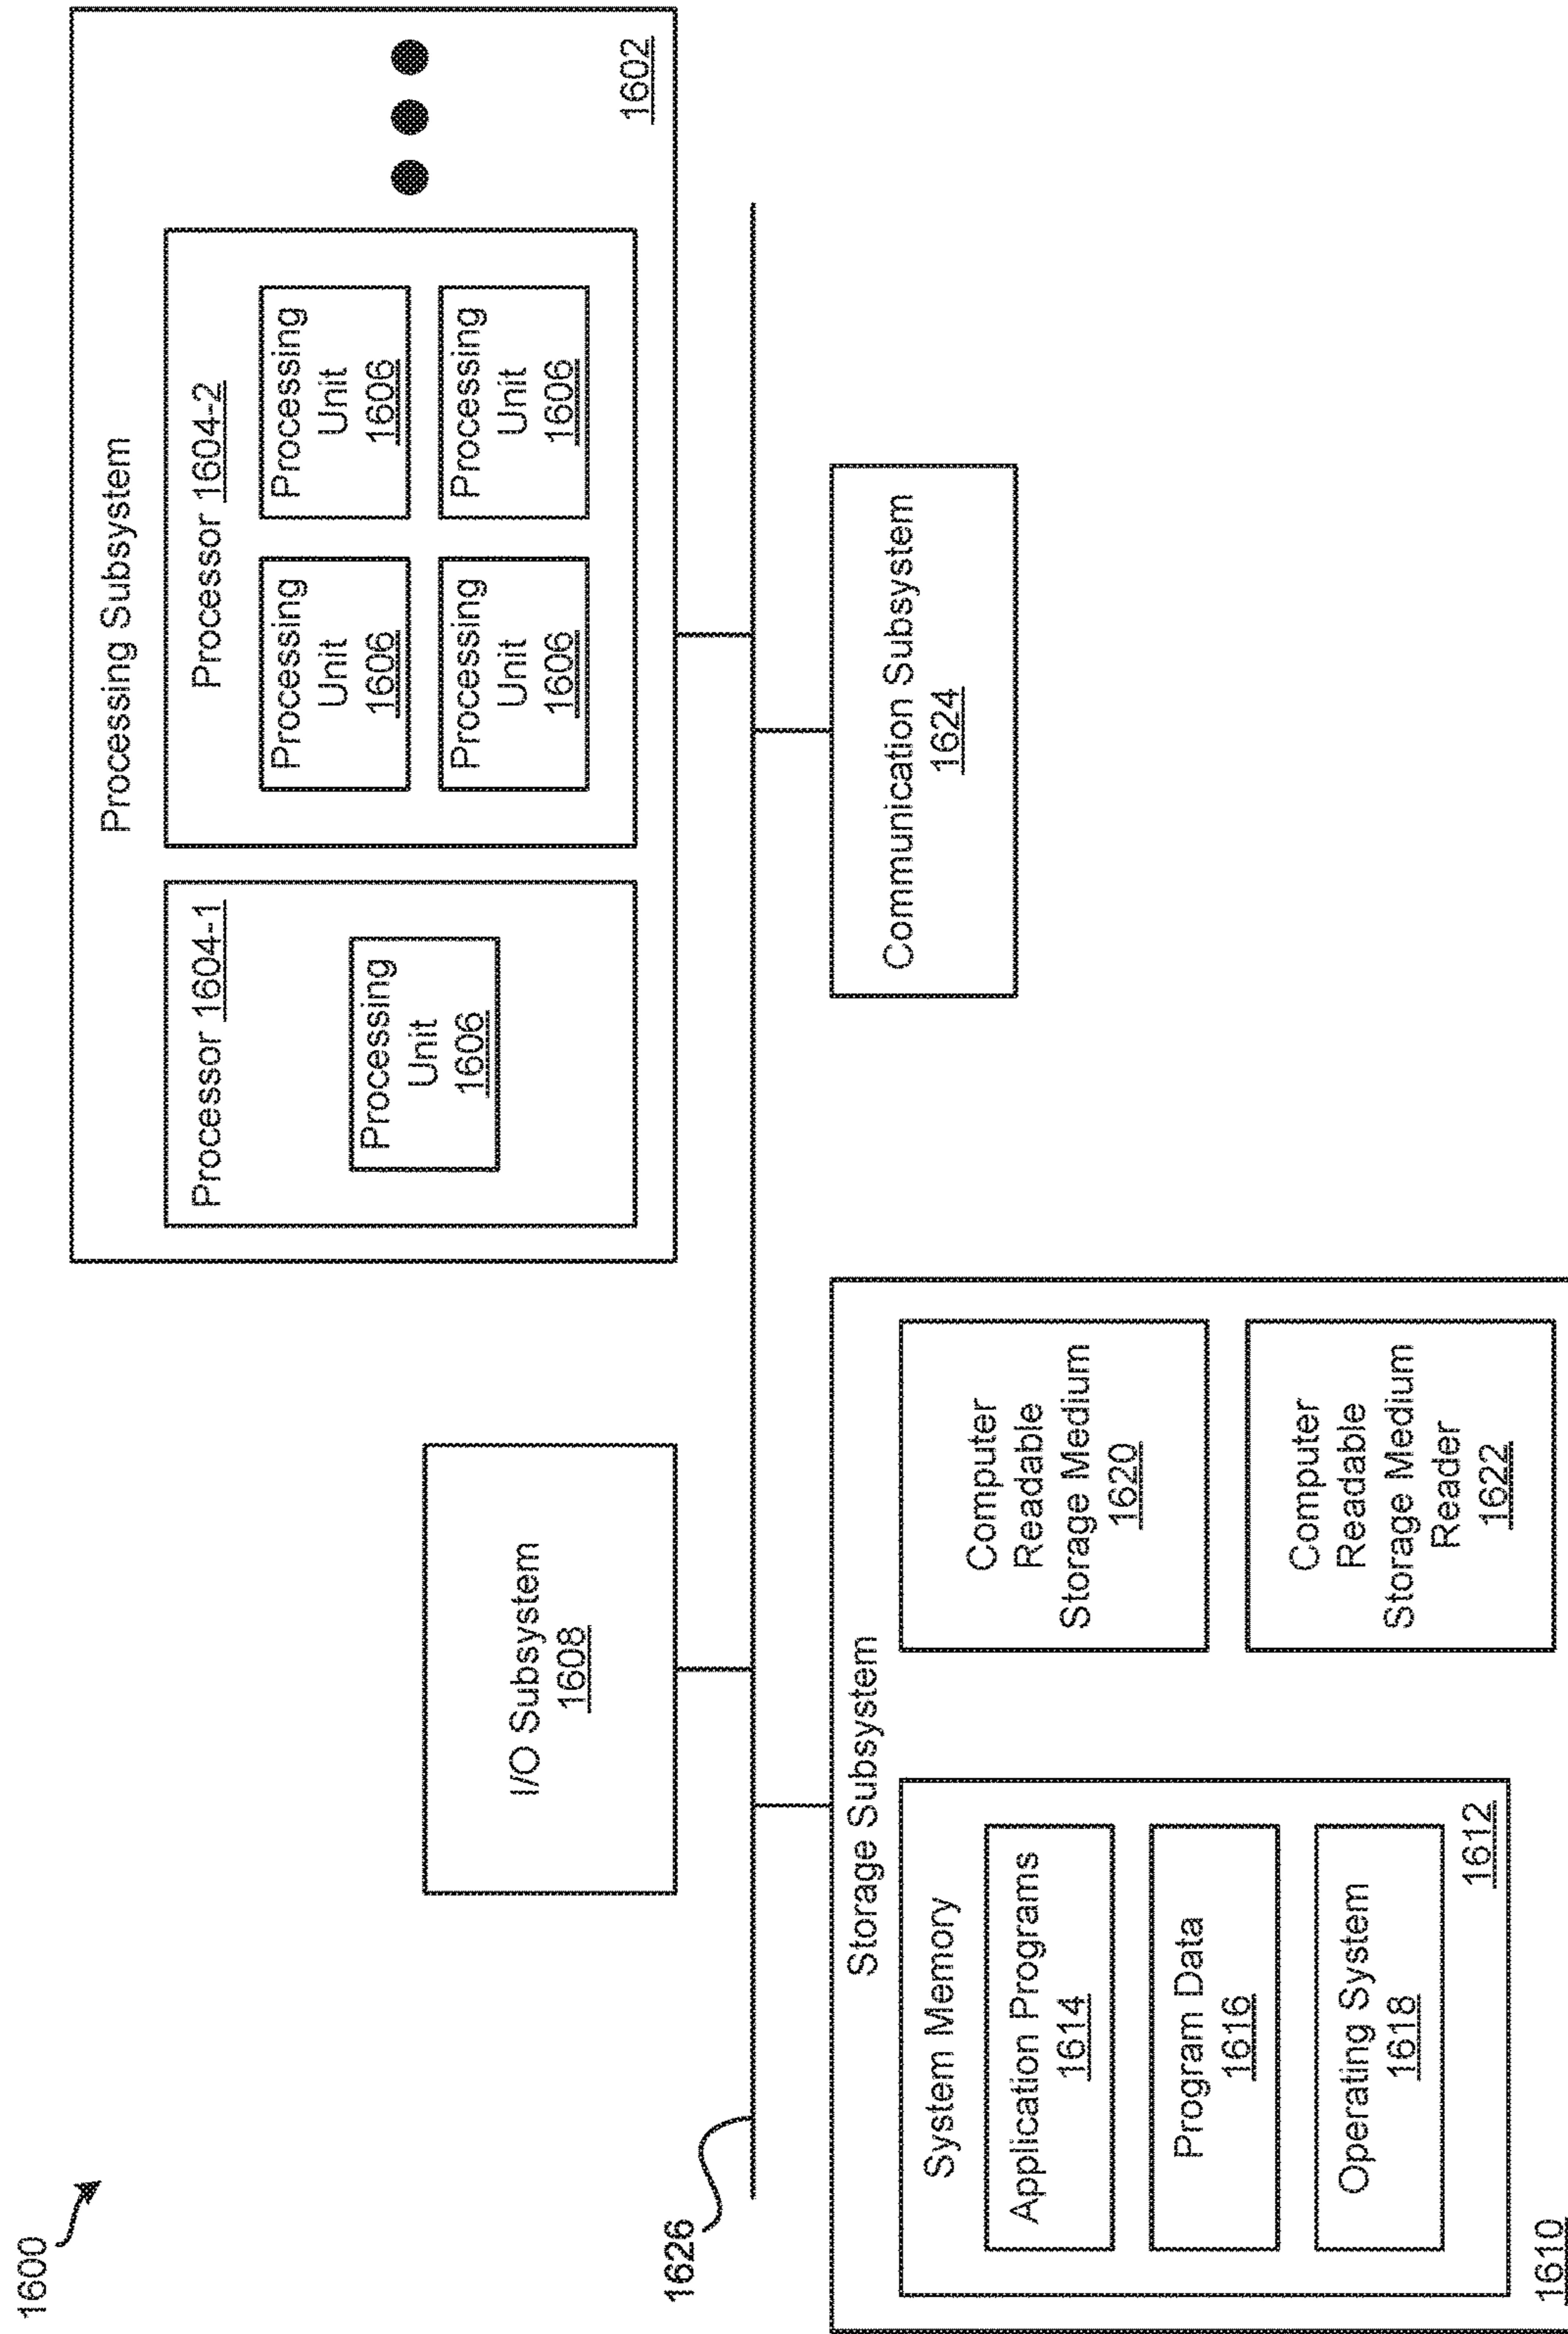 1600
I/O Subsystem
1608
Processing Subsystem
Processor 1604-1
Processing
Unit
1606
Processor 1604-2
Processing
Unit
1606
Processing
Unit
1606
Processing
Unit
1606
Processing
Unit
1606
1602
1626
Storage Subsystem
System Memory
Application Programs
1614
Program Data
1616
Operating System
1618
1612
Computer
Readable
Storage Medium
1620
Computer
Readable
Storage Medium
Reader
1622
1610
Communication Subsystem
1624